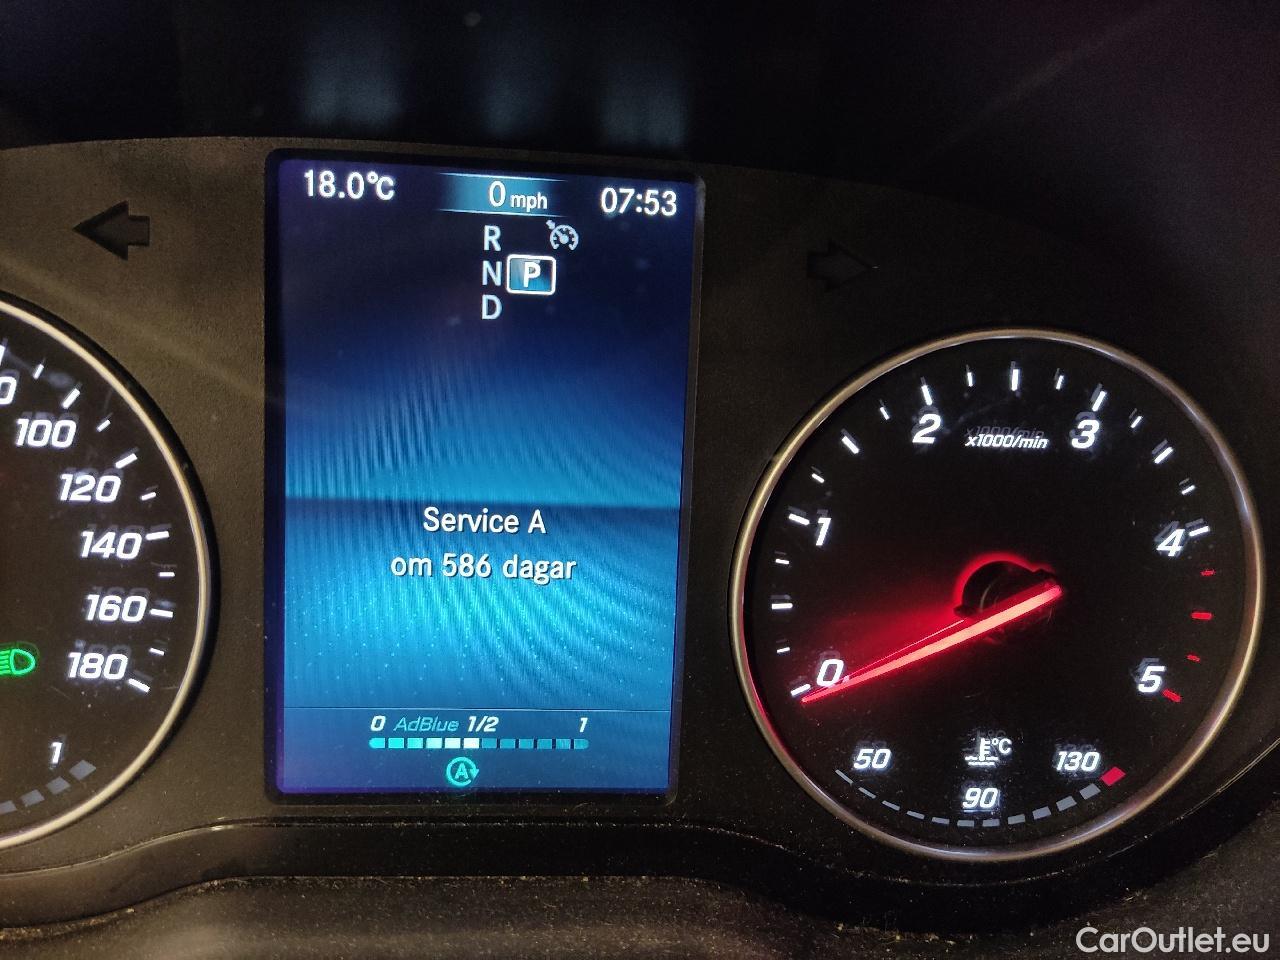 18.0°C 0 mph 07:53
R
N P
D
Service A
om 586 dagar
0 AdBlue 1/2 1
A
100
120
140
160
180
1
0
1
2
3
4
5
x1000/min
50
90
130
°C
CarOutlet.eu